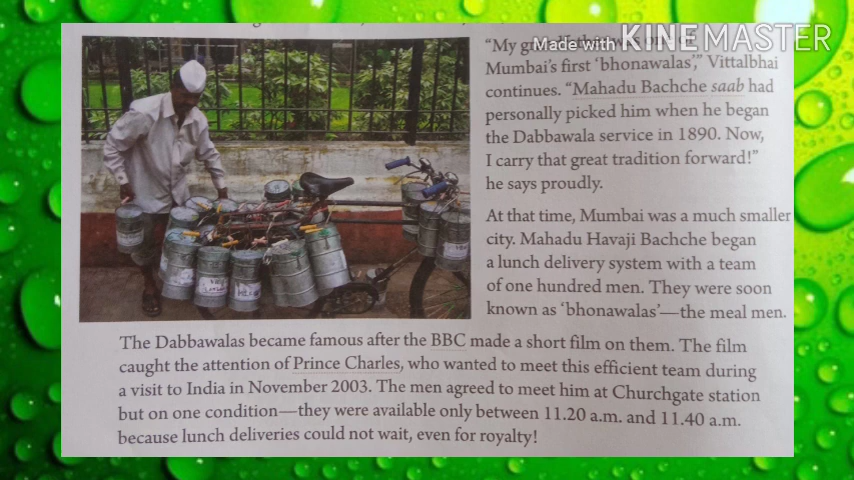 Made with KINEMASTER
"My
Mumbai's first 'bhonawalas'," Vittalbhai
continues. "Mahadu Bachche saab had
personally picked him when he began
the Dabbawala service in 1890. Now,
I carry that great tradition forward!"
he says proudly.
At that time, Mumbai was a much smaller
city. Mahadu Havaji Bachche began
a lunch delivery system with a team
of one hundred men. They were soon
known as 'bhonawalas'—the meal men.
The Dabbawalas became famous after the BBC made a short film on them. The film
caught the attention of Prince Charles, who wanted to meet this efficient team during
a visit to India in November 2003. The men agreed to meet him at Churchgate station
but on one condition—they were available only between 11.20 a.m. and 11.40 a.m.
because lunch deliveries could not wait, even for royalty!